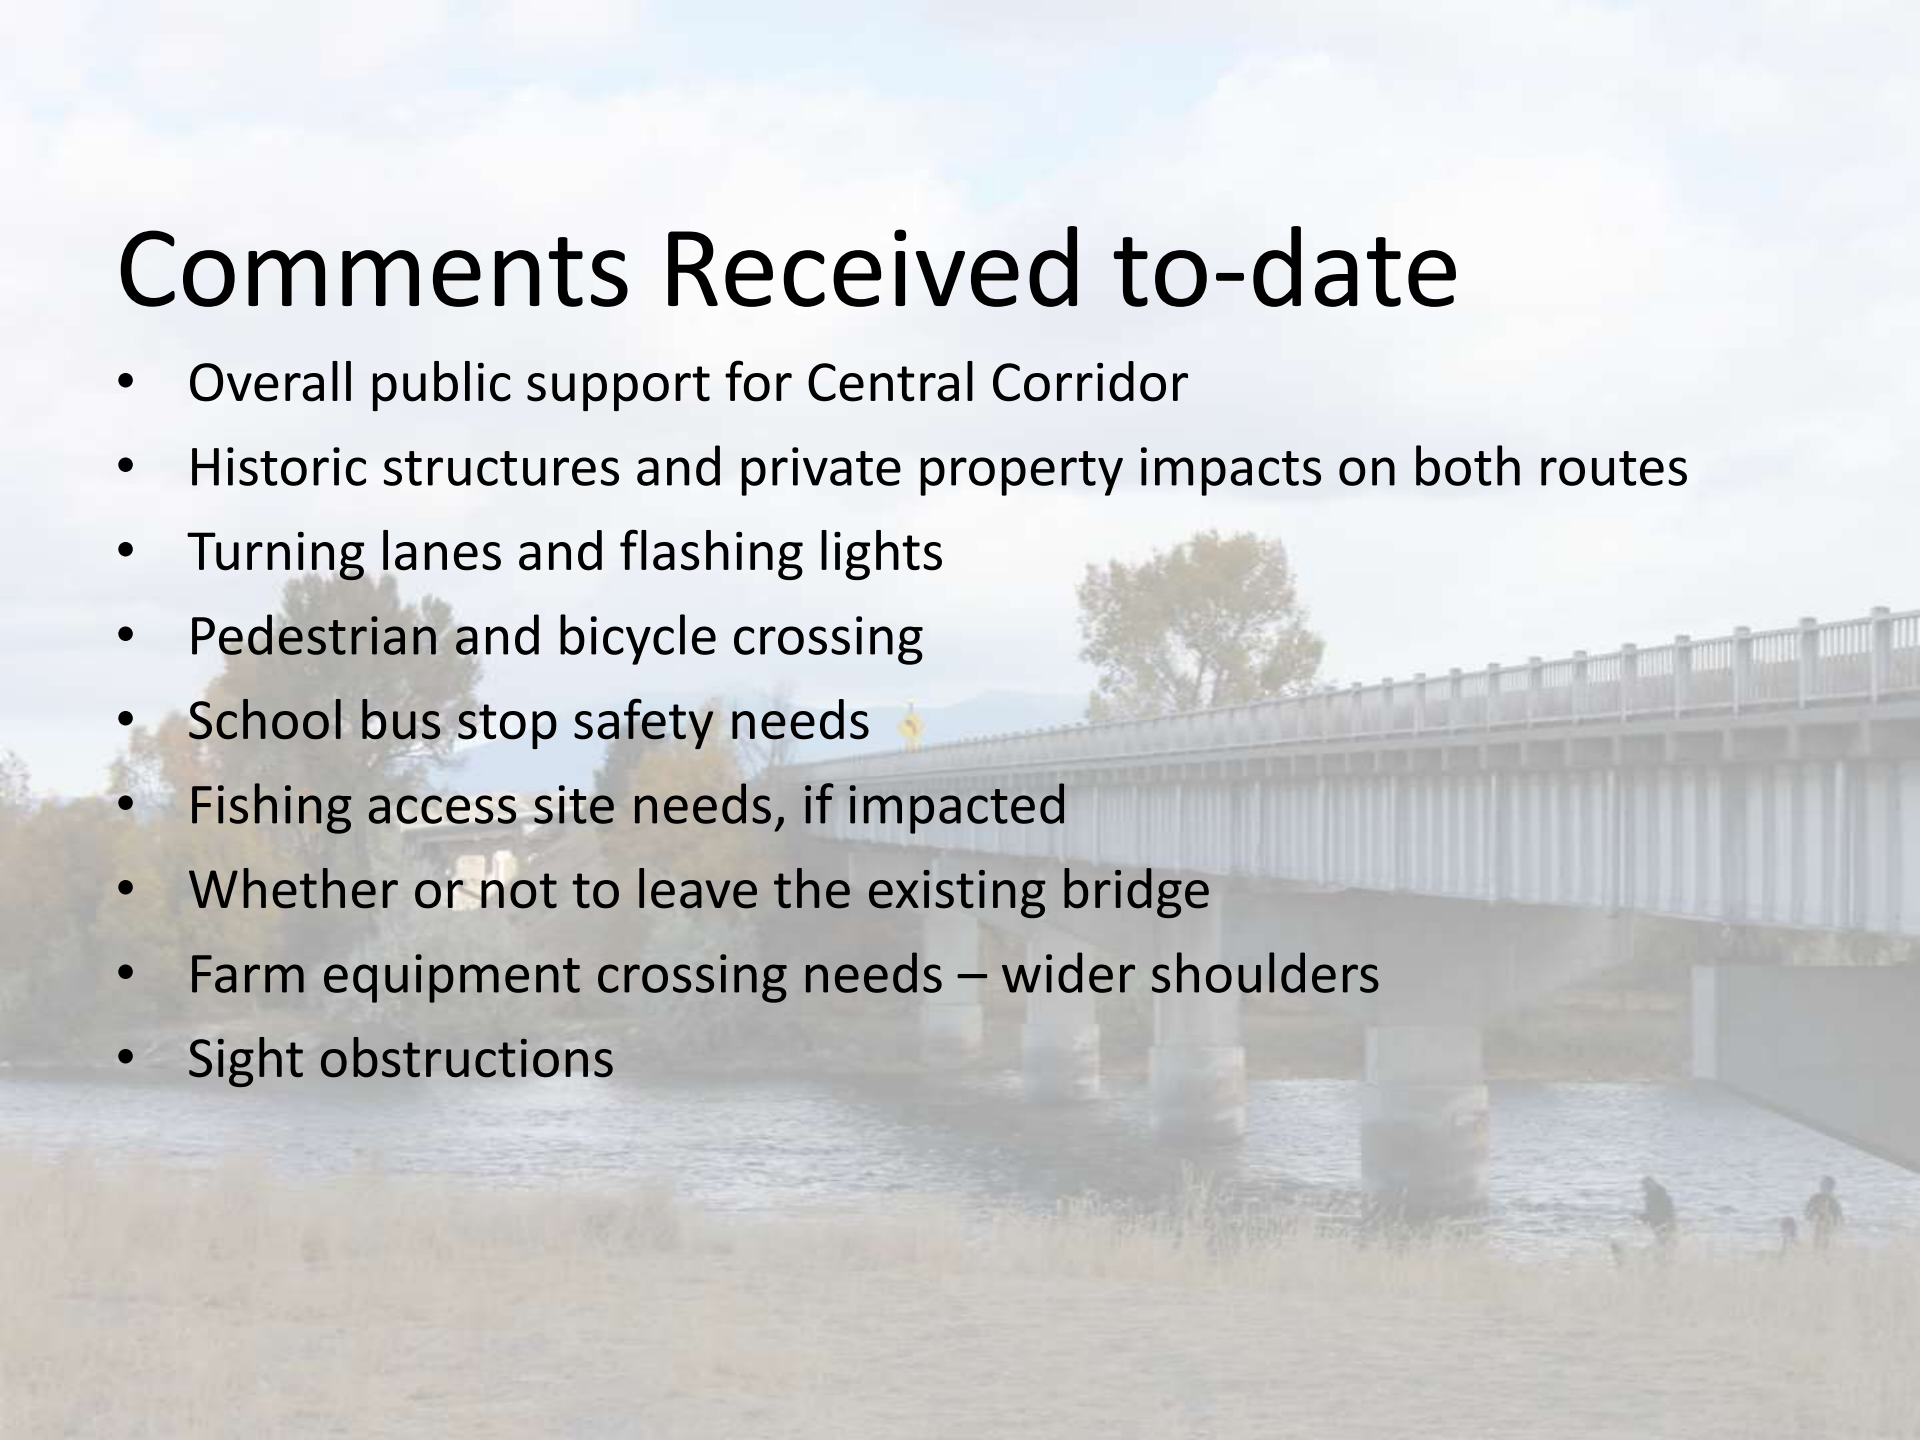 Comments Received to-date
• Overall public support for Central Corridor
• Historic structures and private property impacts on both routes
• Turning lanes and flashing lights
• Pedestrian and bicycle crossing
• School bus stop safety needs
• Fishing access site needs, if impacted
• Whether or not to leave the existing bridge
• Farm equipment crossing needs – wider shoulders
• Sight obstructions